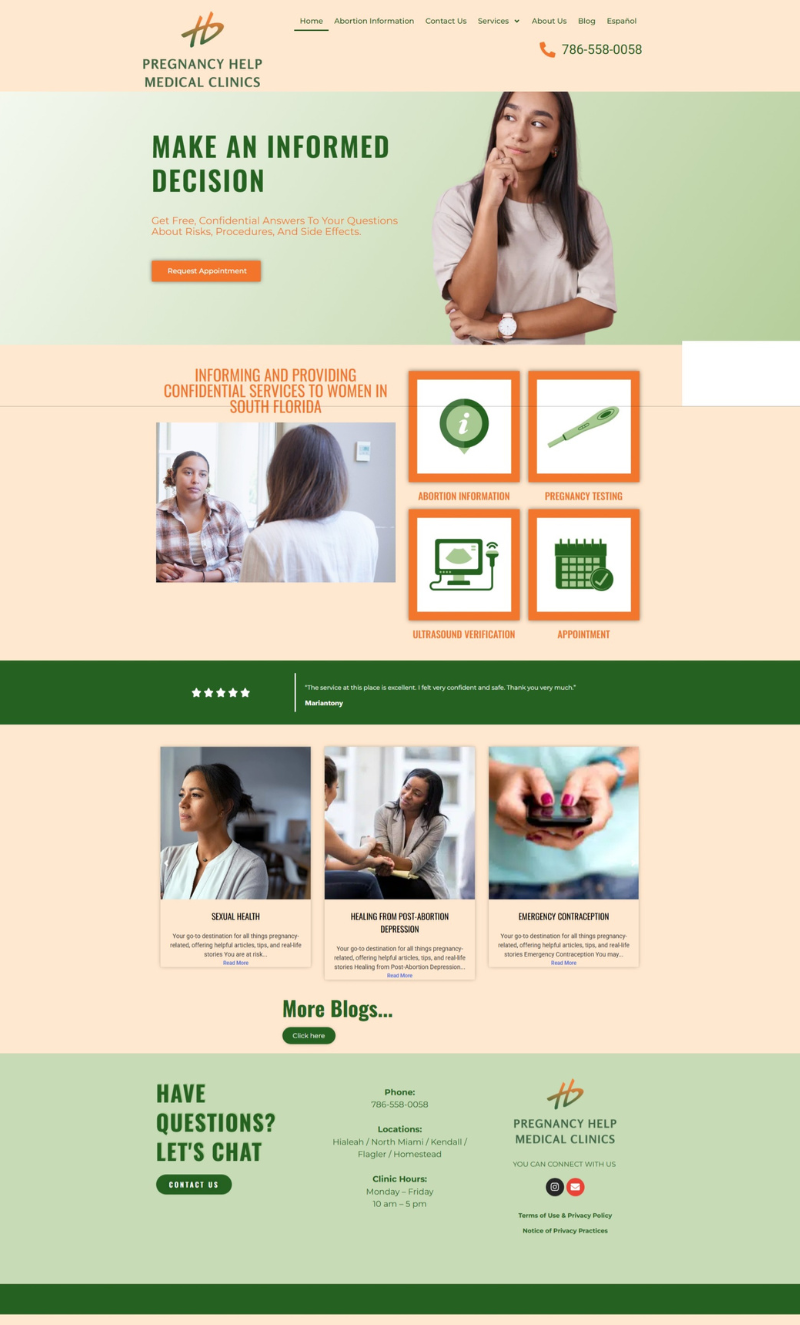 Home Abortion Information Contact Us Services About Us Blog Español
786-558-0058
PREGNANCY HELP
MEDICAL CLINICS
MAKE AN INFORMED
DECISION
Get Free, Confidential Answers To Your Questions
About Risks, Procedures, And Side Effects.
Request Appointment
INFORMING AND PROVIDING
CONFIDENTIAL SERVICES TO WOMEN IN
SOUTH FLORIDA
i
ABORTION INFORMATION
PREGNANCY TESTING
ULTRASOUND VERIFICATION
APPOINTMENT
"The service at this place is excellent. I felt very confident and safe. Thank you very much."
Mariantony
SEXUAL HEALTH
Your go-to destination for all things pregnancy-
related, offering helpful articles, tips, and real-life
stories You are at risk...
Read More
HEALING FROM POST-ABORTION
DEPRESSION
Your go-to destination for all things pregnancy-
related, offering helpful articles, tips, and real-life
stories Healing from Post-Abortion Depression...
Read More
EMERGENCY CONTRACEPTION
Your go-to destination for all things pregnancy-
related, offering helpful articles, tips, and real-life
stories Emergency Contraception You may...
Read More
More Blogs...
Click here
HAVE
QUESTIONS?
LET'S CHAT
CONTACT US
Phone:
786-558-0058
Locations:
Hialeah / North Miami / Kendall /
Flagler / Homestead
Clinic Hours:
Monday – Friday
10 am – 5 pm
PREGNANCY HELP
MEDICAL CLINICS
YOU CAN CONNECT WITH US
Terms of Use & Privacy Policy
Notice of Privacy Practices